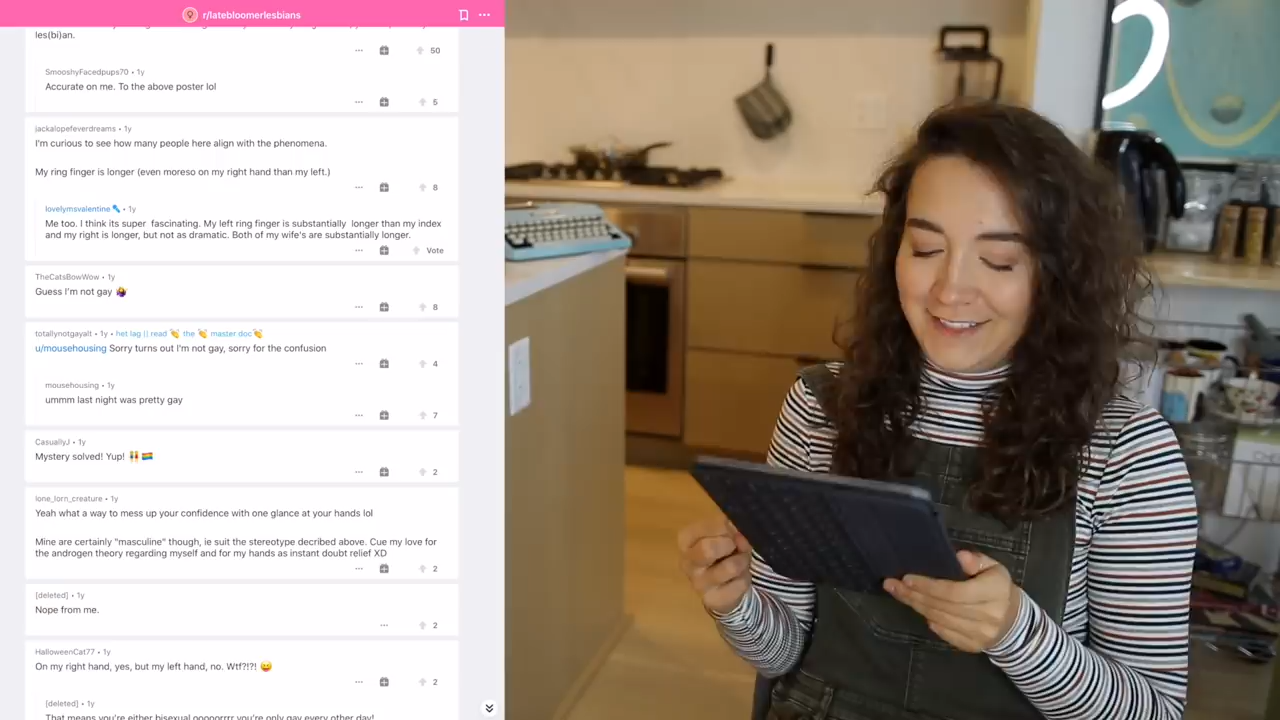 r/latebloomerlesbians
les(bi)an.
50
SmooshyFacedpups70 • 1y
Accurate on me. To the above poster lol
5
jackalopefeverdreams • 1y
I'm curious to see how many people here align with the phenomena.
My ring finger is longer (even moreso on my right hand than my left.)
8
lovelymsvalentine • 1y
Me too. I think its super fascinating. My left ring finger is substantially longer than my index
and my right is longer, but not as dramatic. Both of my wife's are substantially longer.
Vote
TheCatsBowWow • 1y
Guess I'm not gay 🤷‍♀️
8
totallynotgayalt • 1y • het lag || read 👏 the 👏 master doc👏
u/mousehousing Sorry turns out I'm not gay, sorry for the confusion
4
mousehousing • 1y
ummm last night was pretty gay
7
CasuallyJ • 1y
Mystery solved! Yup! 👭 🏳️‍🌈
2
lone_lorn_creature • 1y
Yeah what a way to mess up your confidence with one glance at your hands lol
Mine are certainly "masculine" though, ie suit the stereotype decribed above. Cue my love for
the androgen theory regarding myself and for my hands as instant doubt relief XD
2
[deleted] • 1y
Nope from me.
2
HalloweenCat77 • 1y
On my right hand, yes, but my left hand, no. Wtf?!?! 😄
2
[deleted] • 1y
That means you're either bisexual ooooorrrr you're only gay every other day!